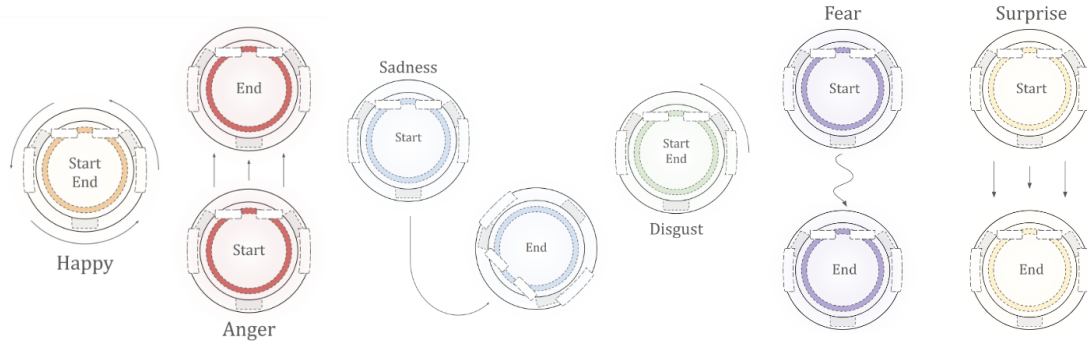 Start
End
Happy
End
Start
Anger
Sadness
Start
End
Start
End
Disgust
Fear
Start
End
Surprise
Start
End